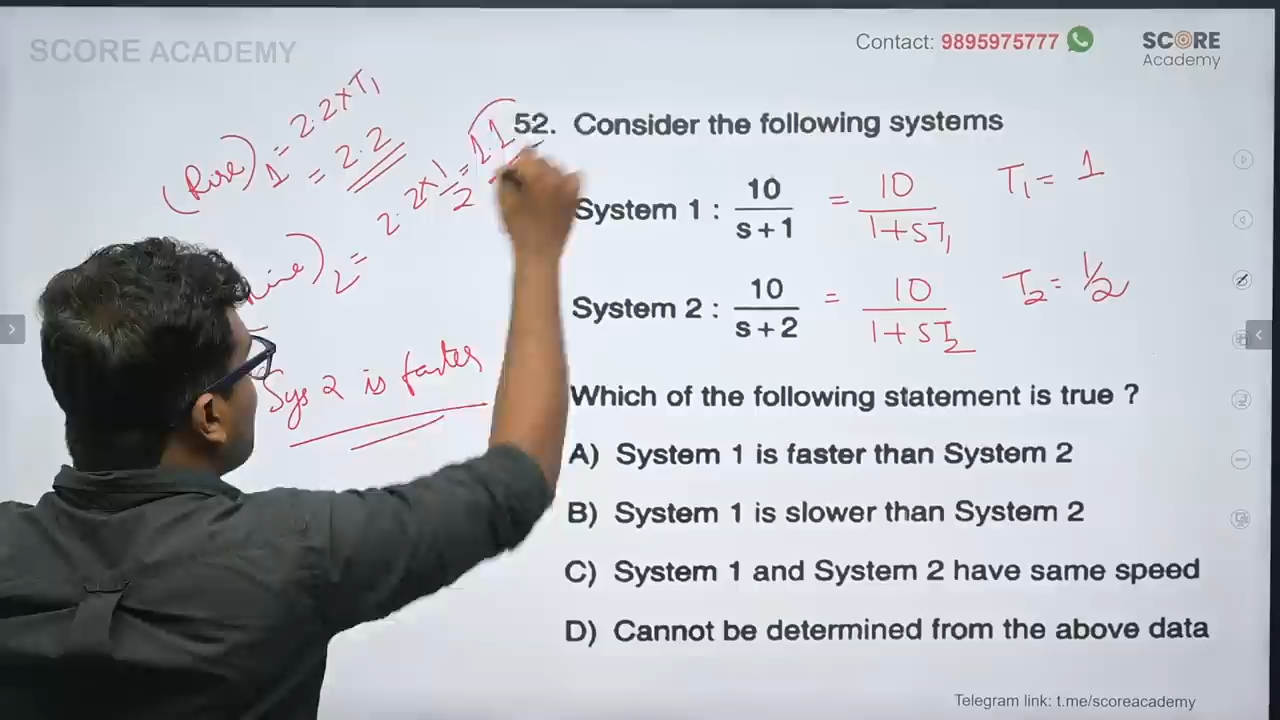 SCORE ACADEMY
Contact: 9895975777
SCORE
Academy
(Rise)1 = 2.2×T1
= 2.2
2 = 2.2×1/2 = 1.1
Sys 2 is faster
52. Consider the following systems
System 1 : 10/(s+1) = 10/(1+sT1) T1 = 1
System 2 : 10/(s+2) = 10/(1+sT2) T2 = 1/2
Which of the following statement is true ?
A) System 1 is faster than System 2
B) System 1 is slower than System 2
C) System 1 and System 2 have same speed
D) Cannot be determined from the above data
Telegram link: t.me/scoreacademy